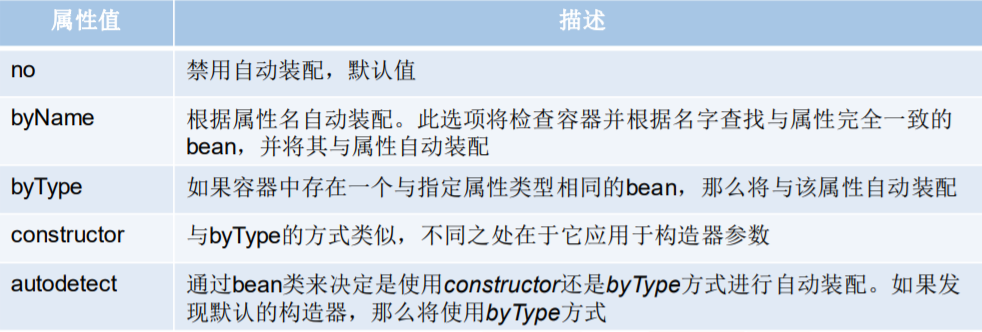 属性值 描述
no 禁用自动装配，默认值
byName 根据属性名自动装配。此选项将检查容器并根据名字查找与属性完全一致的
bean，并将其与属性自动装配
byType 如果容器中存在一个与指定属性类型相同的bean，那么将与该属性自动装配
constructor 与byType的方式类似，不同之处在于它应用于构造器参数
autodetect 通过bean类来决定是使用constructor还是byType方式进行自动装配。如果发
现默认的构造器，那么将使用byType方式